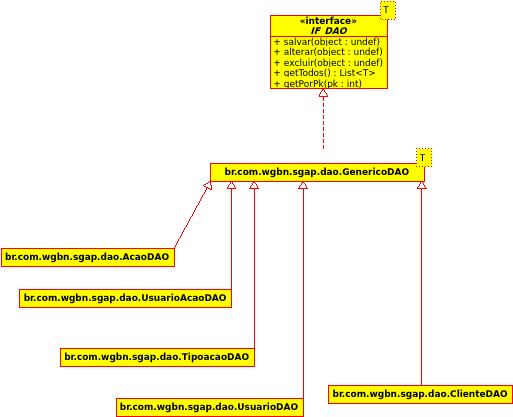 T
«interface»
IF_DAO
+ salvar(object : undef)
+ alterar(object : undef)
+ excluir(object : undef)
+ getTodos() : List<T>
+ getPorPk(pk : int)
T
br.com.wgbn.sgap.dao.GenericoDAO
br.com.wgbn.sgap.dao.AcaoDAO
br.com.wgbn.sgap.dao.UsuarioAcaoDAO
br.com.wgbn.sgap.dao.TipoacaoDAO
br.com.wgbn.sgap.dao.ClienteDAO
br.com.wgbn.sgap.dao.UsuarioDAO